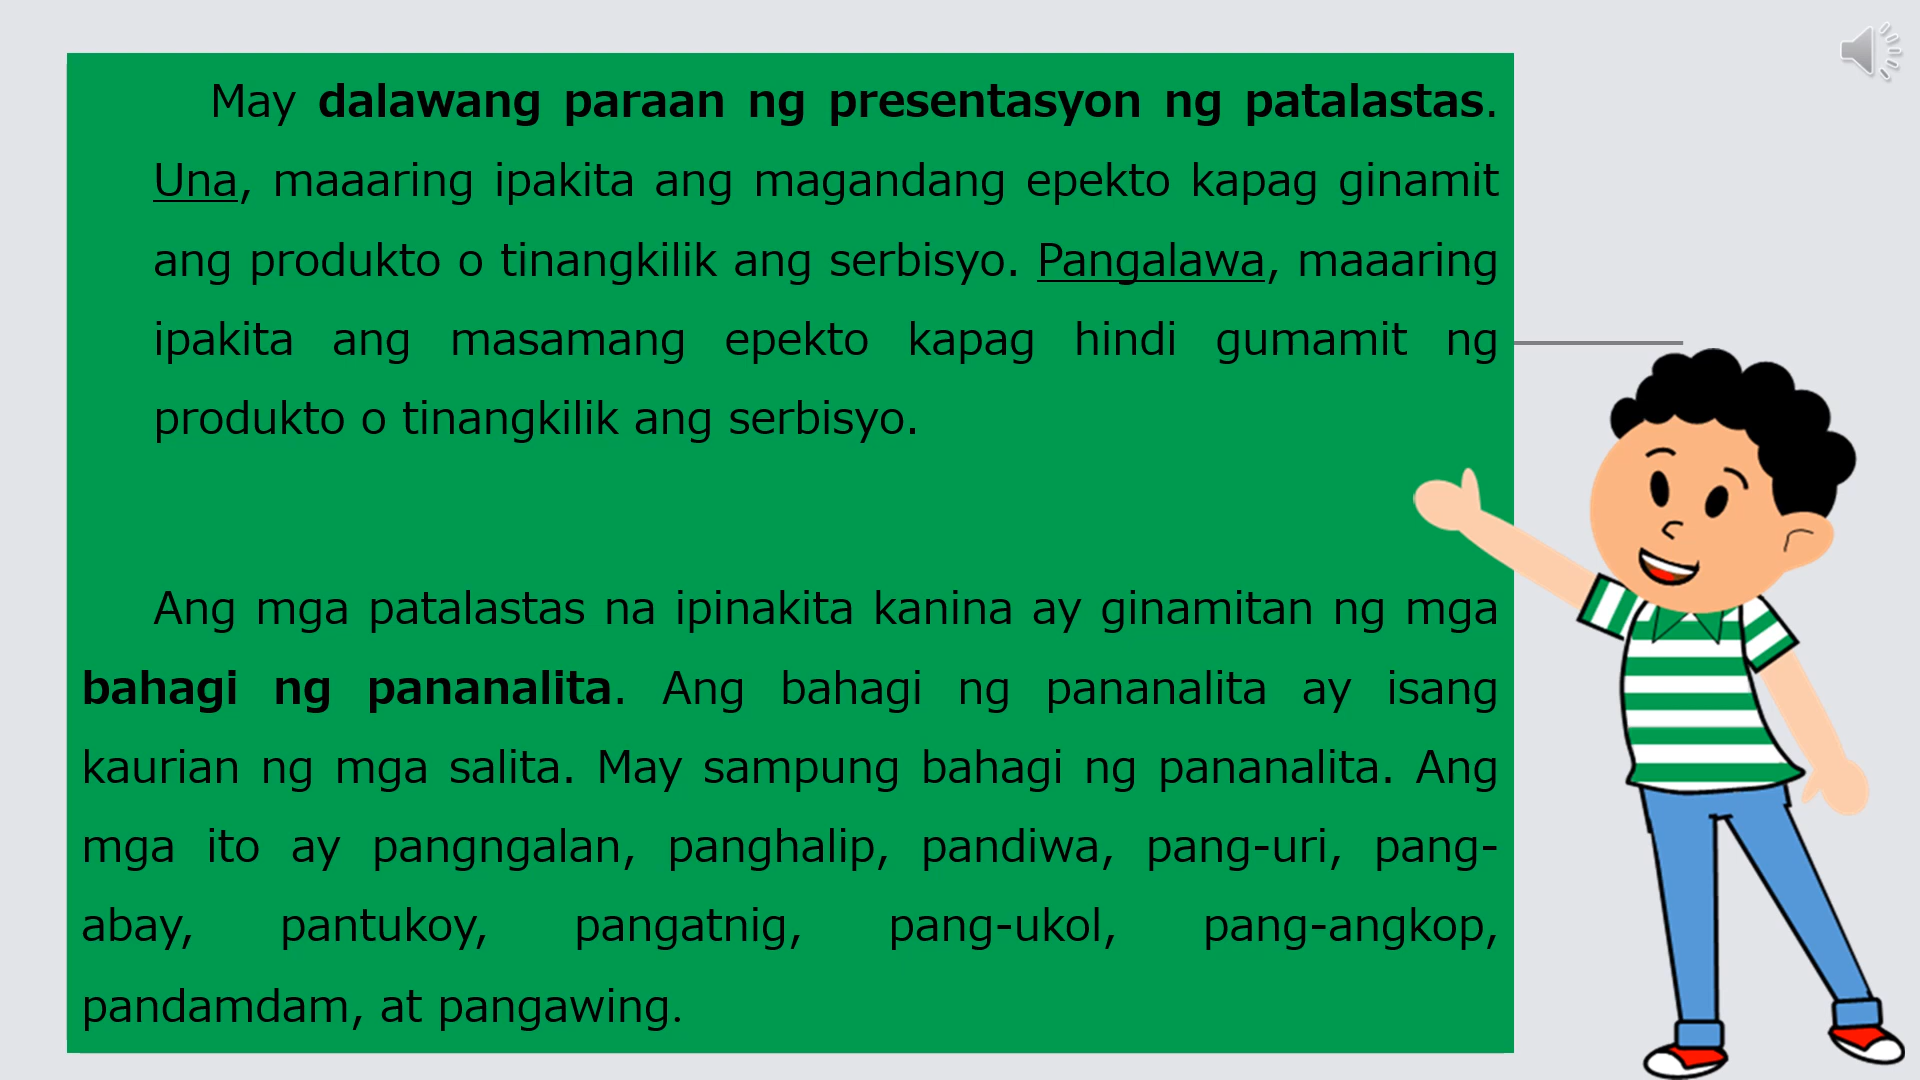 May dalawang paraan ng presentasyon ng patalastas.
Una, maaaring ipakita ang magandang epekto kapag ginamit
ang produkto o tinangkilik ang serbisyo. Pangalawa, maaaring
ipakita ang masamang epekto kapag hindi gumamit ng
produkto o tinangkilik ang serbisyo.
Ang mga patalastas na ipinakita kanina ay ginamitan ng mga
bahagi ng pananalita. Ang bahagi ng pananalita ay isang
kaurian ng mga salita. May sampung bahagi ng pananalita. Ang
mga ito ay pangngalan, panghalip, pandiwa, pang-uri, pang-
abay, pantukoy, pangatnig, pang-ukol, pang-angkop,
pandamdam, at pangawing.